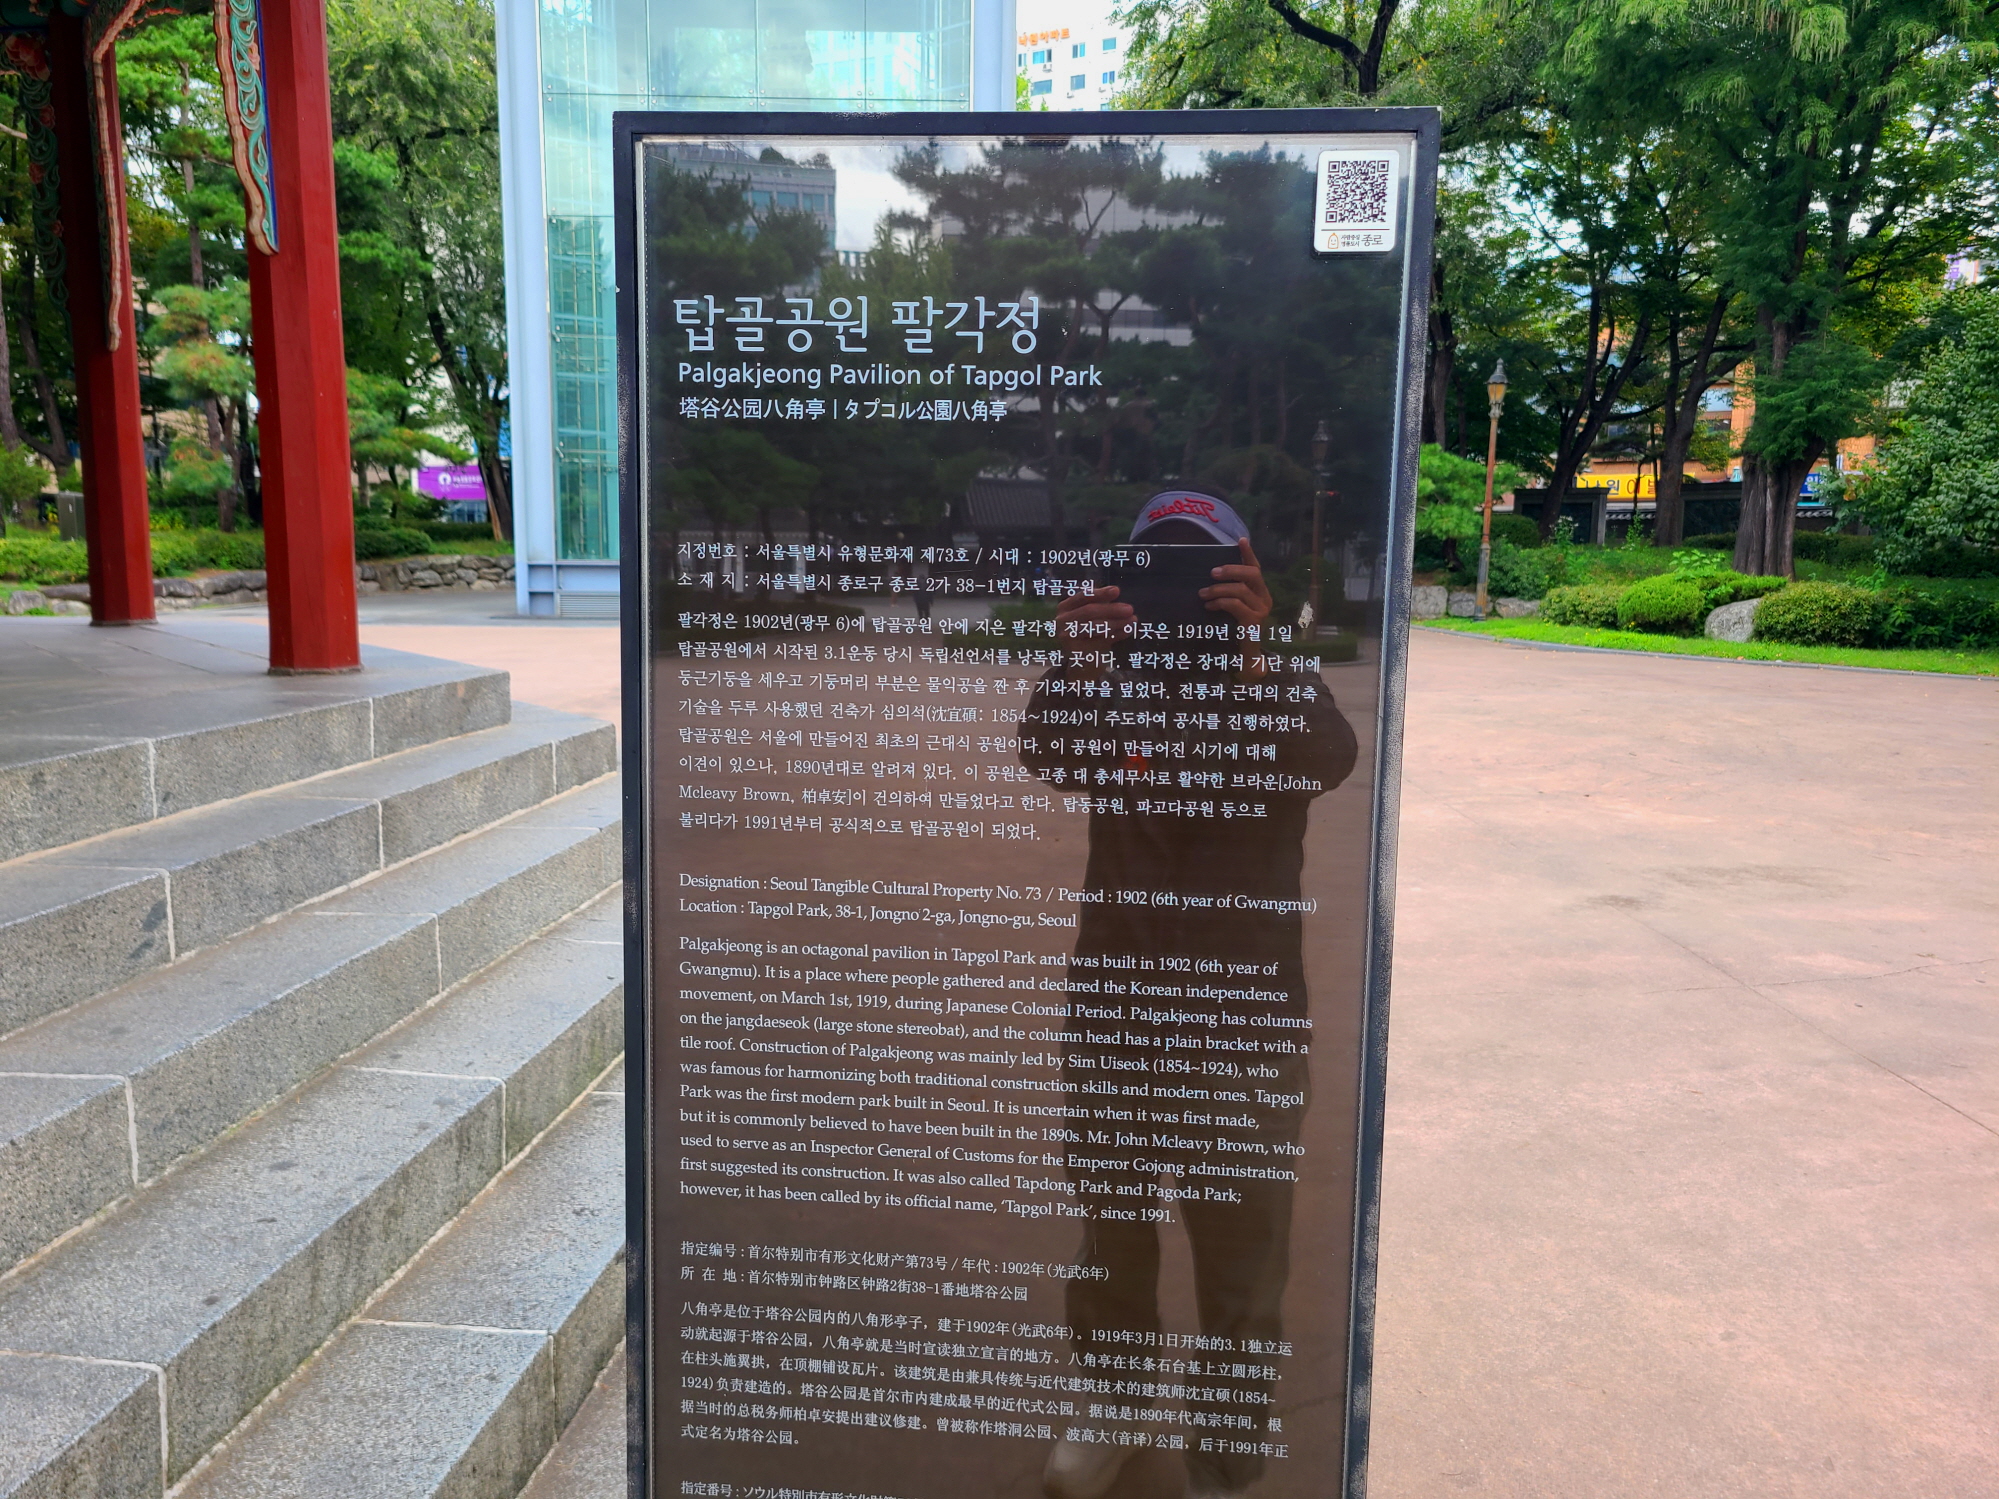 탑골공원 팔각정
Palgakjeong Pavilion of Tapgol Park
塔谷公园八角亭 | タプコル公園八角亭
종로
Titleist
지정번호 : 서울특별시 유형문화재 제73호 / 시대 : 1902년(광무 6)
소 재 지 : 서울특별시 종로구 종로 2가 38-1번지 탑골공원
팔각정은 1902년(광무 6)에 탑골공원 안에 지은 팔각형 정자다. 이곳은 1919년 3월 1일
탑골공원에서 시작된 3.1운동 당시 독립선언서를 낭독한 곳이다. 팔각정은 장대석 기단 위에
둥근기둥을 세우고 기둥머리 부분은 물익공을 짠 후 기와지붕을 덮었다. 전통과 근대의 건축
기술을 두루 사용했던 건축가 심의석(沈宜碩: 1854~1924)이 주도하여 공사를 진행하였다.
탑골공원은 서울에 만들어진 최초의 근대식 공원이다. 이 공원이 만들어진 시기에 대해
이견이 있으나, 1890년대로 알려져 있다. 이 공원은 고종 대 총세무사로 활약한 브라운[John
Mcleavy Brown, 柏卓安]이 건의하여 만들었다고 한다. 탑동공원, 파고다공원 등으로
불리다가 1991년부터 공식적으로 탑골공원이 되었다.
Designation : Seoul Tangible Cultural Property No. 73 / Period : 1902 (6th year of Gwangmu)
Location : Tapgol Park, 38-1, Jongno 2-ga, Jongno-gu, Seoul
Palgakjeong is an octagonal pavilion in Tapgol Park and was built in 1902 (6th year of
Gwangmu). It is a place where people gathered and declared the Korean independence
movement, on March 1st, 1919, during Japanese Colonial Period. Palgakjeong has columns
on the jangdaeseok (large stone stereobat), and the column head has a plain bracket with a
tile roof. Construction of Palgakjeong was mainly led by Sim Uiseok (1854~1924), who
was famous for harmonizing both traditional construction skills and modern ones. Tapgol
Park was the first modern park built in Seoul. It is uncertain when it was first made,
but it is commonly believed to have been built in the 1890s. Mr. John Mcleavy Brown, who
used to serve as an Inspector General of Customs for the Emperor Gojong administration,
first suggested its construction. It was also called Tapdong Park and Pagoda Park;
however, it has been called by its official name, ‘Tapgol Park’, since 1991.
指定编号 : 首尔特别市有形文化财产第73号 / 年代 : 1902年(光武6年)
所 在 地 : 首尔特别市钟路区钟路2街38-1番地塔谷公园
八角亭是位于塔谷公园内的八角形亭子，建于1902年(光武6年)。1919年3月1日开始的3.1独立运
动就起源于塔谷公园，八角亭就是当时宣读独立宣言的地方。八角亭在长条石台基上立圆形柱，
在柱头施翼拱，在顶棚铺设瓦片。该建筑是由兼具传统与近代建筑技术的建筑师沈宜硕(1854~
1924)负责建造的。塔谷公园是首尔市内建成最早的近代式公园。据说是1890年代高宗年间，根
据当时的总税务师柏卓安提出建议修建。曾被称作塔洞公园、波高大(音译)公园，后于1991年正
式定名为塔谷公园。
指定番号 : ソウル特別市有形文化財第